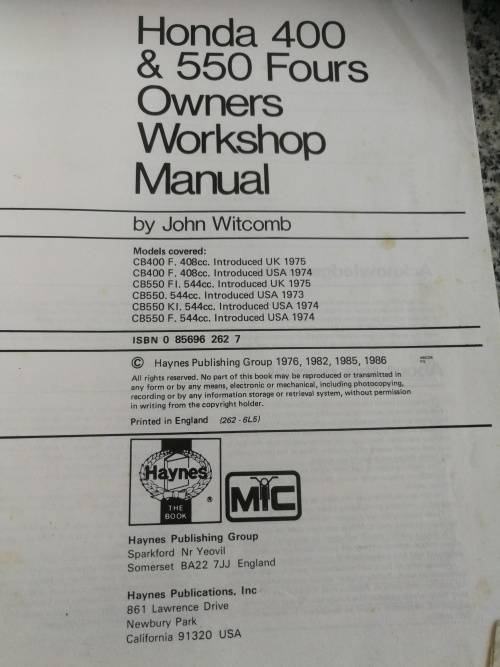 Honda 400
& 550 Fours
Owners
Workshop
Manual
by John Witcomb
Models covered:
CB400 F. 408cc. Introduced UK 1975
CB400 F. 408cc. Introduced USA 1974
CB550 FI. 544cc. Introduced UK 1975
CB550. 544cc. Introduced USA 1973
CB550 KI. 544cc. Introduced USA 1974
CB550 F. 544cc. Introduced USA 1974
ISBN 0 85696 262 7
© Haynes Publishing Group 1976, 1982, 1985, 1986
All rights reserved. No part of this book may be reproduced or transmitted in
any form or by any means, electronic or mechanical, including photocopying,
recording or by any information storage or retrieval system, without permission
in writing from the copyright holder.
Printed in England (262 - 6L5)
Haynes
®
THE
BOOK
MTC
Haynes Publishing Group
Sparkford Nr Yeovil
Somerset BA22 7JJ England
Haynes Publications, Inc
861 Lawrence Drive
Newbury Park
California 91320 USA